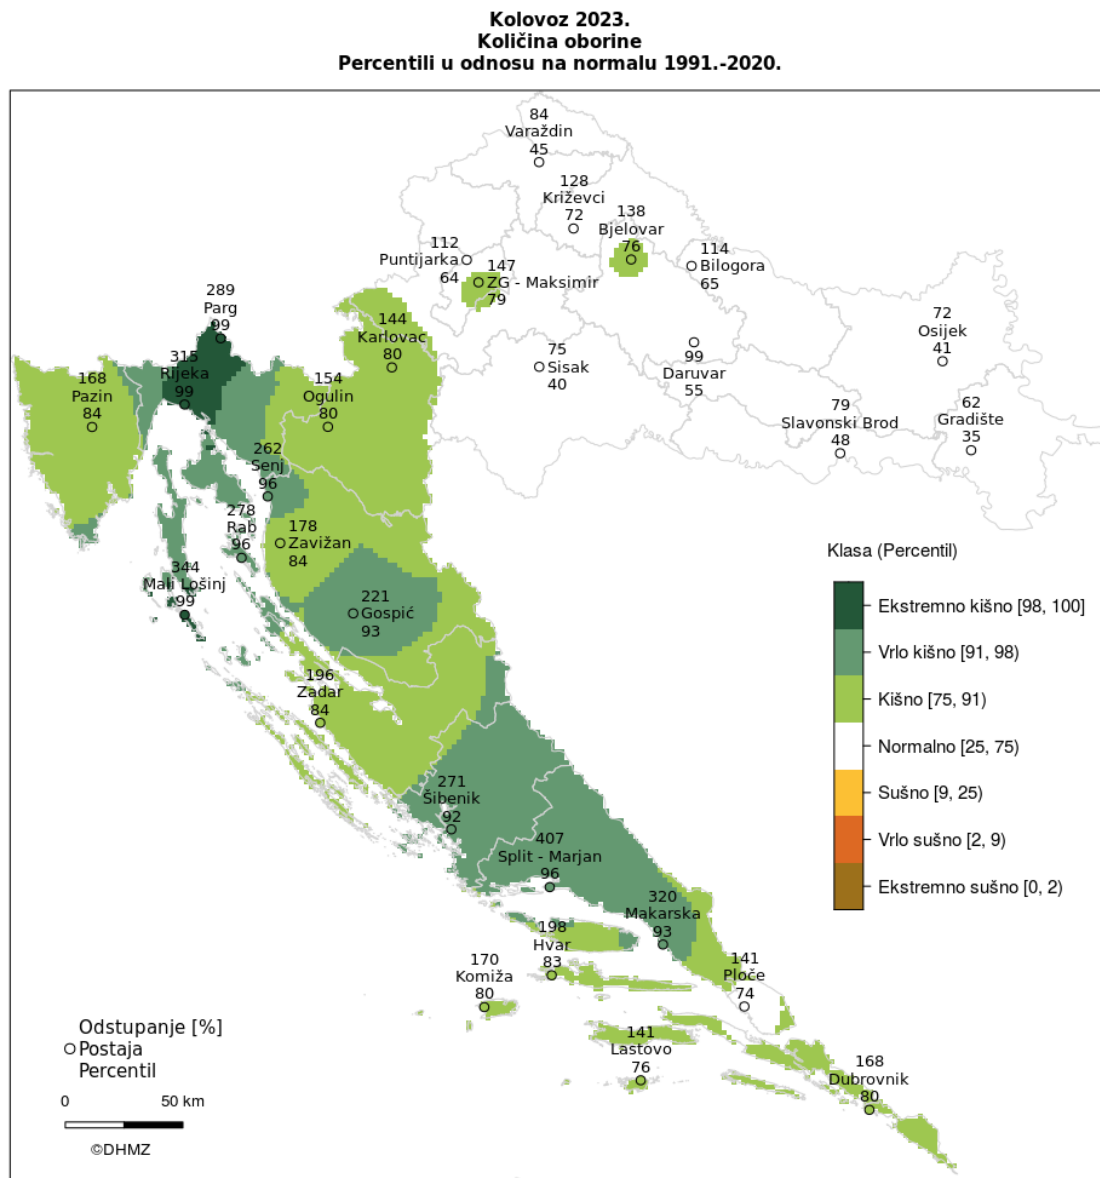 Kolovoz 2023.
Količina oborine
Percentili u odnosu na normalu 1991.-2020.
84
Varaždin
45
128
Križevci
72
138
Bjelovar
76
112
Puntijarka
64
147
ZG - Maksimir
79
114
Bilogora
65
289
Parg
99
144
Karlovac
80
72
Osijek
41
315
Rijeka
99
75
Sisak
40
99
Daruvar
55
168
Pazin
84
154
Ogulin
80
79
Slavonski Brod
48
62
Gradište
35
262
Senj
96
278
Rab
96
178
Zavižan
84
344
Mali Lošinj
99
221
Gospić
93
196
Zadar
84
271
Šibenik
92
407
Split - Marjan
96
320
Makarska
93
198
Hvar
83
170
Komiža
80
141
Ploče
74
141
Lastovo
76
168
Dubrovnik
80
Klasa (Percentil)
Ekstremno kišno [98, 100]
Vrlo kišno [91, 98)
Kišno [75, 91)
Normalno [25, 75)
Sušno [9, 25)
Vrlo sušno [2, 9)
Ekstremno sušno [0, 2)
Odstupanje [%]
Postaja
Percentil
0 50 km
©DHMZ